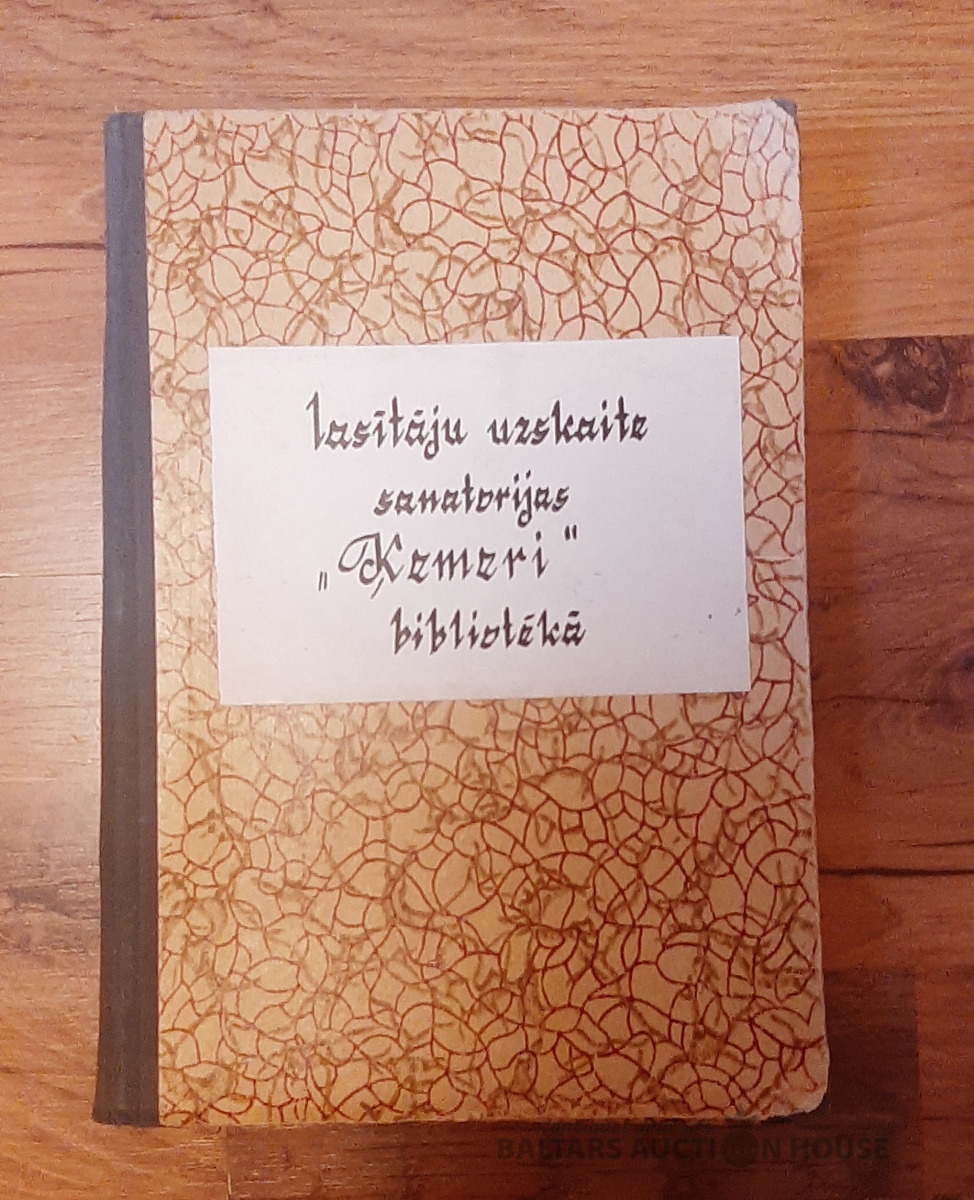 lasītāju uzskaite
sanatorijas
„Ķemeri"
bibliotēkā
BALTARS AUCTION HOUSE